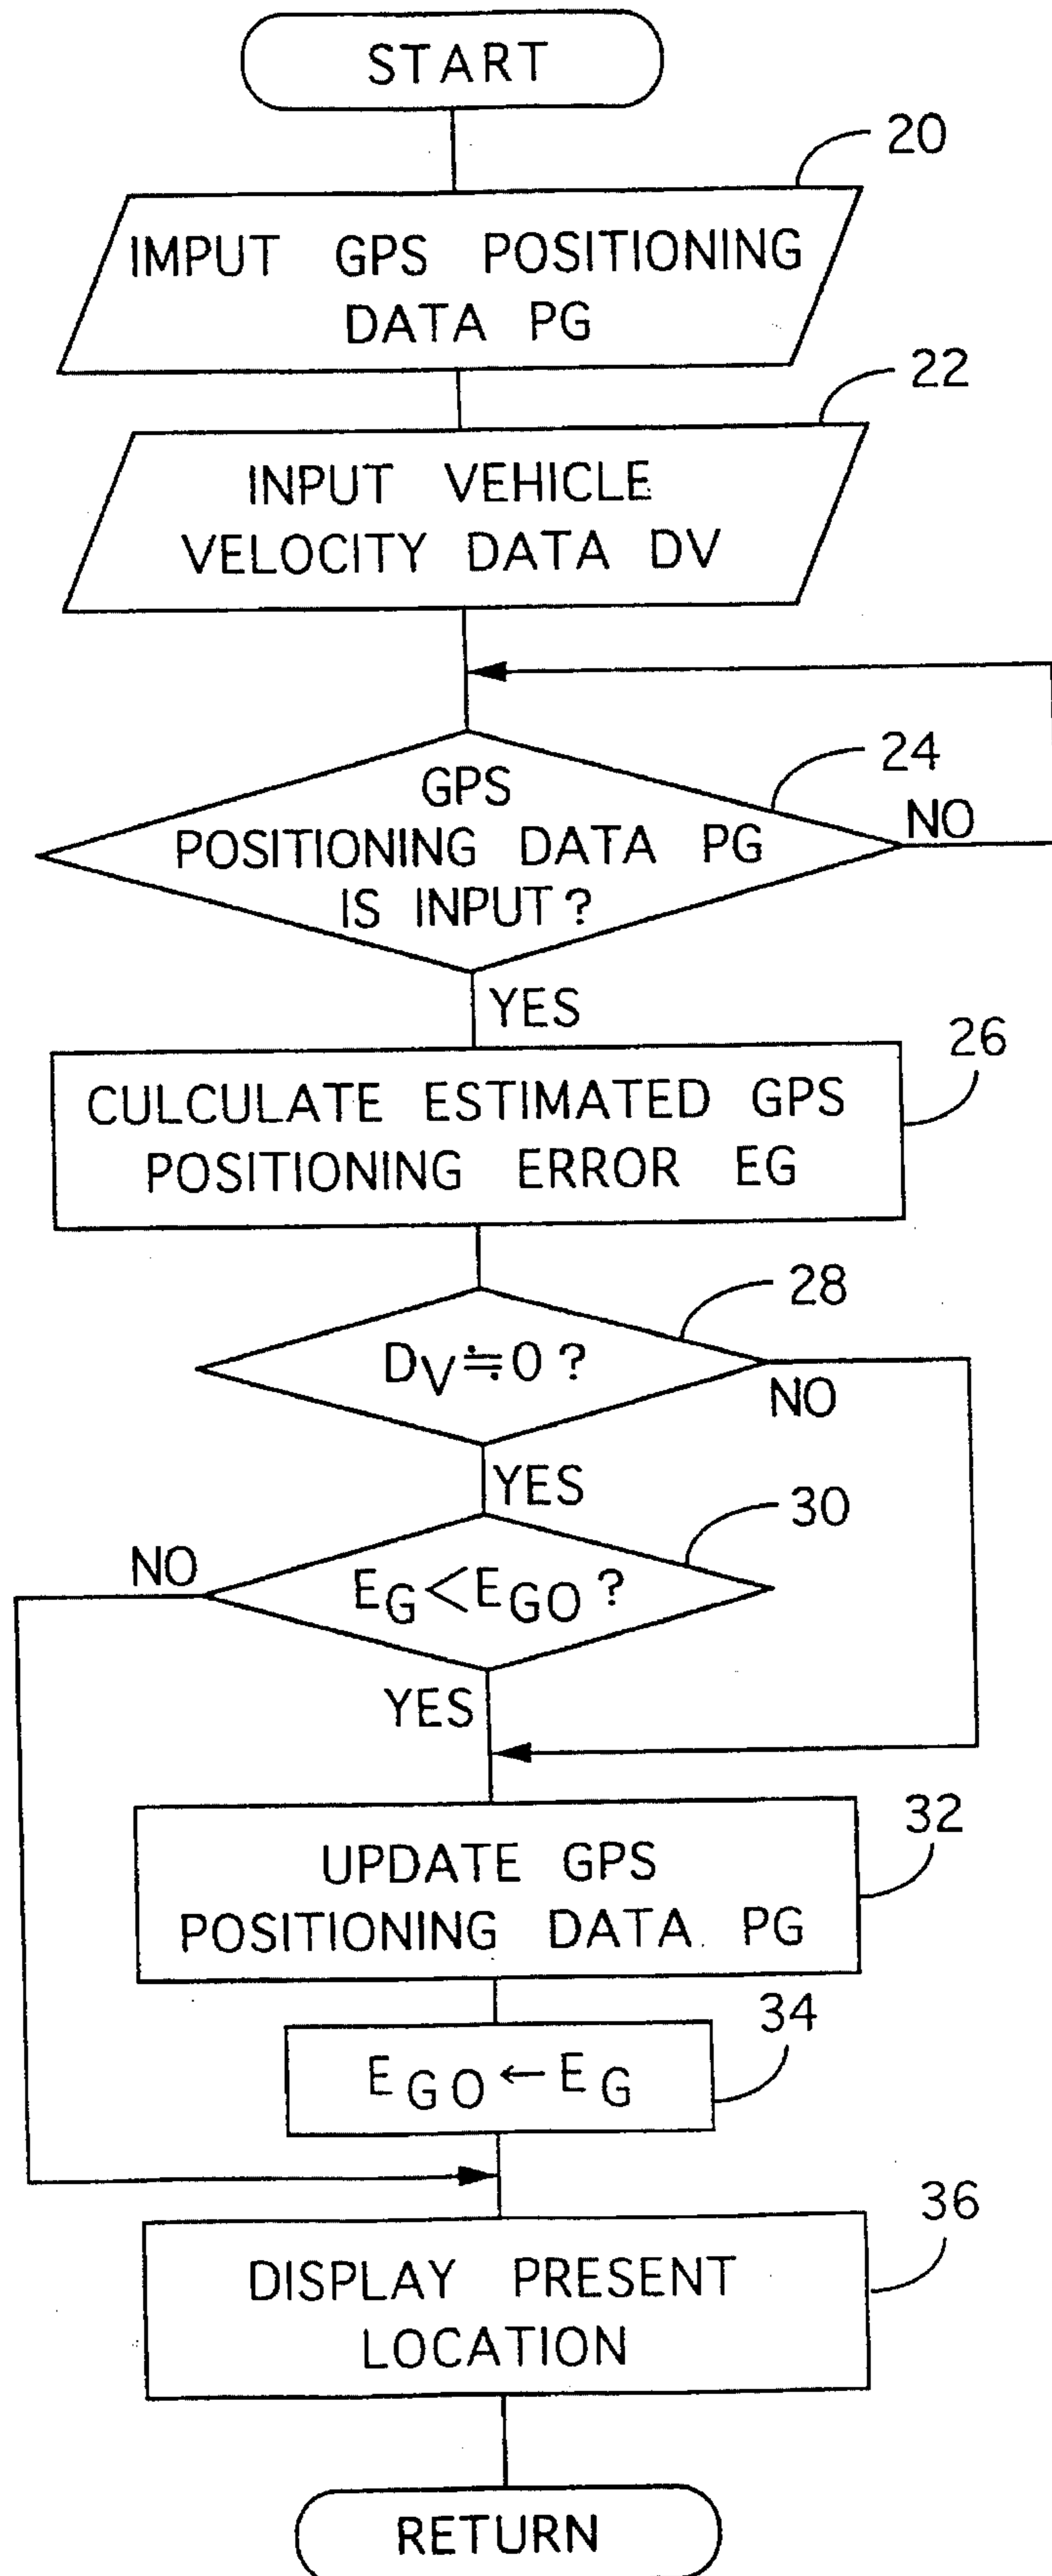 START
20
IMPUT GPS POSITIONING
DATA PG
22
INPUT VEHICLE
VELOCITY DATA DV
24
GPS
POSITIONING DATA PG
IS INPUT?
NO
YES
26
CULCULATE ESTIMATED GPS
POSITIONING ERROR EG
28
DV≒0?
NO
YES
30
NO
EG<EGO?
YES
32
UPDATE GPS
POSITIONING DATA PG
34
EGO←EG
36
DISPLAY PRESENT
LOCATION
RETURN